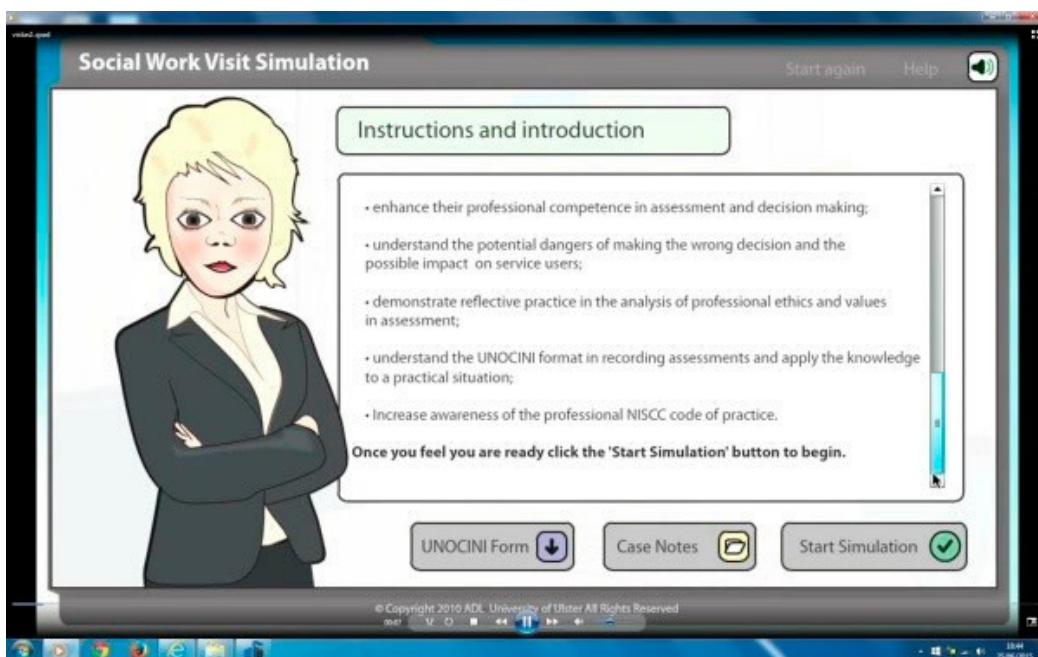 Social Work Visit Simulation
Start again
Help
Instructions and introduction
• enhance their professional competence in assessment and decision making;
• understand the potential dangers of making the wrong decision and the
possible impact on service users;
• demonstrate reflective practice in the analysis of professional ethics and values
in assessment;
• understand the UNOCINI format in recording assessments and apply the knowledge
to a practical situation;
• Increase awareness of the professional NISCC code of practice.
Once you feel you are ready click the 'Start Simulation' button to begin.
UNOCINI Form
Case Notes
Start Simulation
© Copyright 2010 ADL University of Ulster All Rights Reserved
00:07